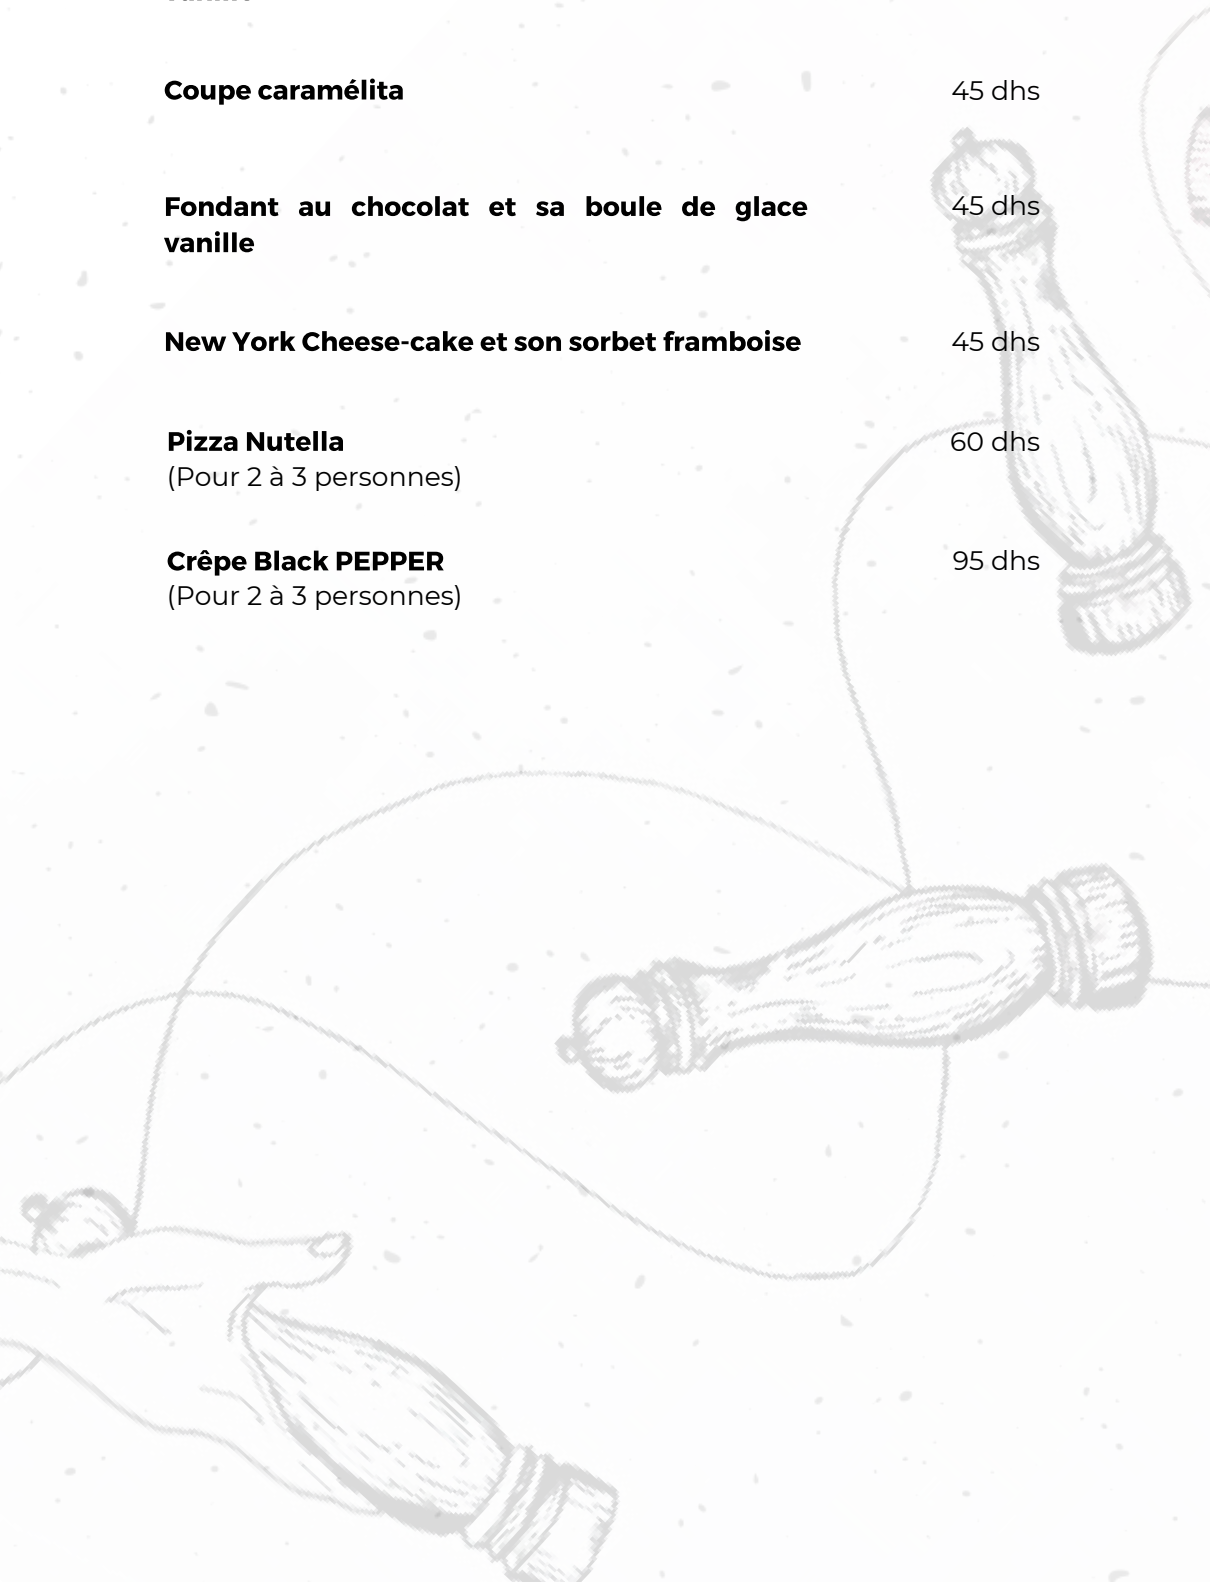 Coupe caramélita 45 dhs
Fondant au chocolat et sa boule de glace 45 dhs
vanille
New York Cheese-cake et son sorbet framboise 45 dhs
Pizza Nutella 60 dhs
(Pour 2 à 3 personnes)
Crêpe Black PEPPER 95 dhs
(Pour 2 à 3 personnes)